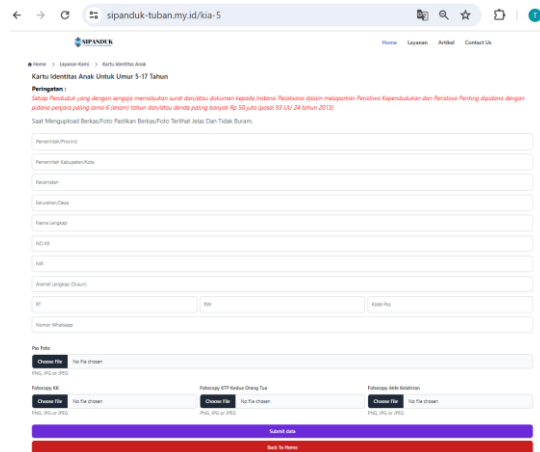 sipanduk-tuban.my.id/kia-5
SIPANDUK
Home Layanan Artikel Contact Us
Home > Layanan Kami > Kartu Identitas Anak
Kartu Identitas Anak Untuk Umur 5-17 Tahun
Peringatan :
Setiap Penduduk yang dengan sengaja memalsukan surat dan/atau dokumen kepada Instansi Pelaksana dalam melaporkan Peristiwa Kependudukan dan Peristiwa Penting dipidana dengan
pidana penjara paling lama 6 (enam) tahun dan/atau denda paling banyak Rp 50 juta (pasal 93 UU 24 tahun 2013)
Saat Mengupload Berkas/Foto Pastikan Berkas/Foto Terlihat Jelas Dan Tidak Buram.
Pemerintah/Provinsi
Pemerintah Kabupaten/Kota
Kecamatan
Kelurahan/Desa
Nama Lengkap
NO KK
NIK
Alamat Lengkap (Dusun)
RT RW Kode Pos
Nomor Whatsapp
Pas Foto
Choose File No file chosen
PNG, JPG or JPEG
Fotocopy KK Fotocopy KTP Kedua Orang Tua Fotocopy Akte Kelahiran
Choose File No file chosen Choose File No file chosen Choose File No file chosen
PNG, JPG or JPEG PNG, JPG or JPEG PNG, JPG or JPEG
Submit data
Back To Home